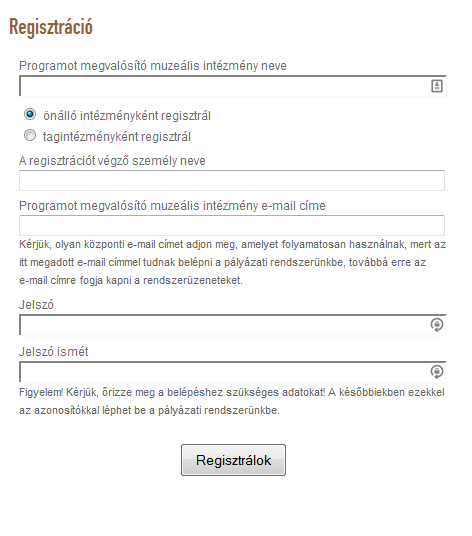 Regisztráció
Programot megvalósító muzeális intézmény neve
önálló intézményként regisztrál
tagintézményként regisztrál
A regisztrációt végző személy neve
Programot megvalósító muzeális intézmény e-mail címe
Kérjük, olyan központi e-mail címet adjon meg, amelyet folyamatosan használnak, mert az
itt megadott e-mail címmel tudnak belépni a pályázati rendszerünkbe, továbbá erre az
e-mail címre fogja kapni a rendszerüzeneteket.
Jelszó
Jelszó ismét
Figyelem! Kérjük, őrizze meg a belépéshez szükséges adatokat! A későbbiekben ezekkel
az azonosítókkal léphet be a pályázati rendszerünkbe.
Regisztrálok